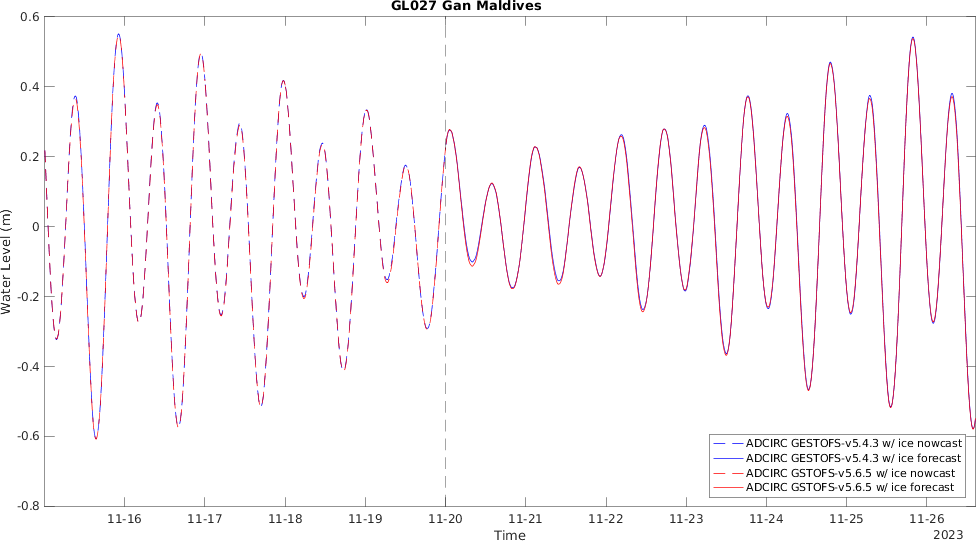 GL027 Gan Maldives
0.6
0.4
0.2
0
-0.2
-0.4
-0.6
-0.8
Water Level (m)
11-16 11-17 11-18 11-19 11-20 11-21 11-22 11-23 11-24 11-25 11-26
Time
2023
ADCIRC GESTOFS-v5.4.3 w/ ice nowcast
ADCIRC GESTOFS-v5.4.3 w/ ice forecast
ADCIRC GSTOFS-v5.6.5 w/ ice nowcast
ADCIRC GSTOFS-v5.6.5 w/ ice forecast